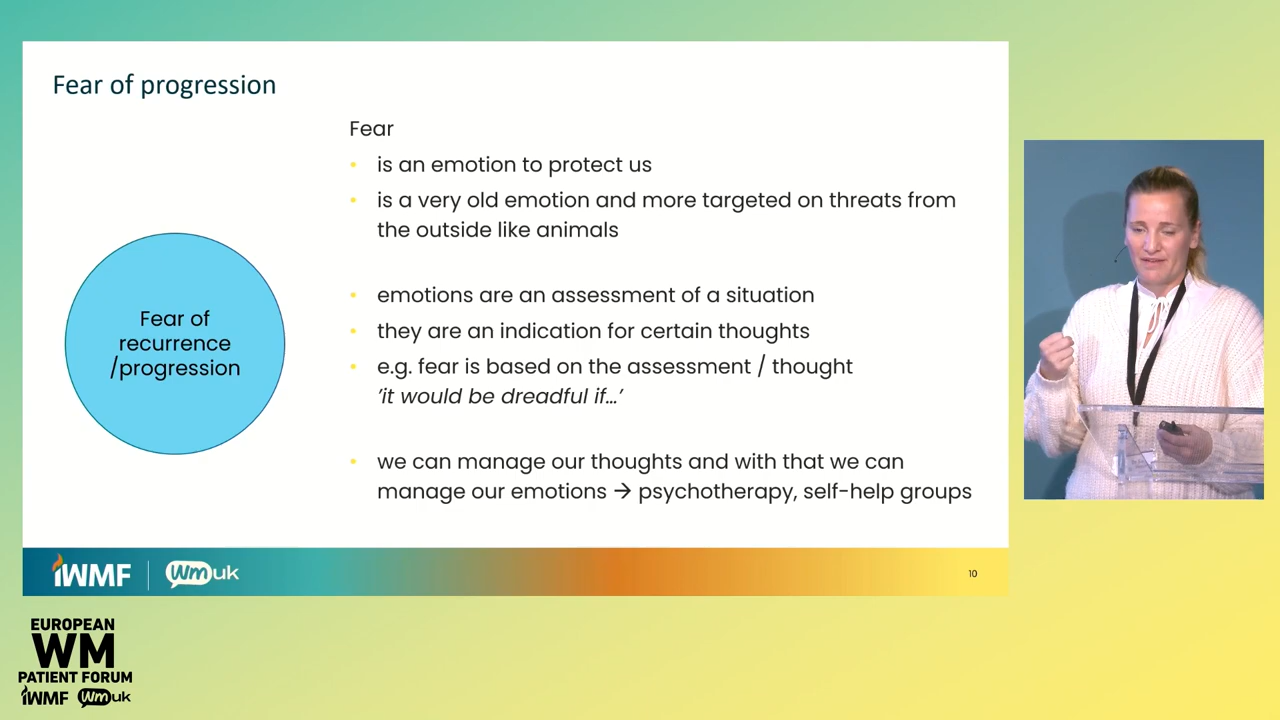 Fear of progression
Fear
• is an emotion to protect us
• is a very old emotion and more targeted on threats from
the outside like animals
• emotions are an assessment of a situation
• they are an indication for certain thoughts
• e.g. fear is based on the assessment / thought
‘it would be dreadful if…’
• we can manage our thoughts and with that we can
manage our emotions → psychotherapy, self-help groups
Fear of
recurrence
/progression
IWMF
WMuk
10
EUROPEAN
WM
PATIENT FORUM
IWMF WMuk